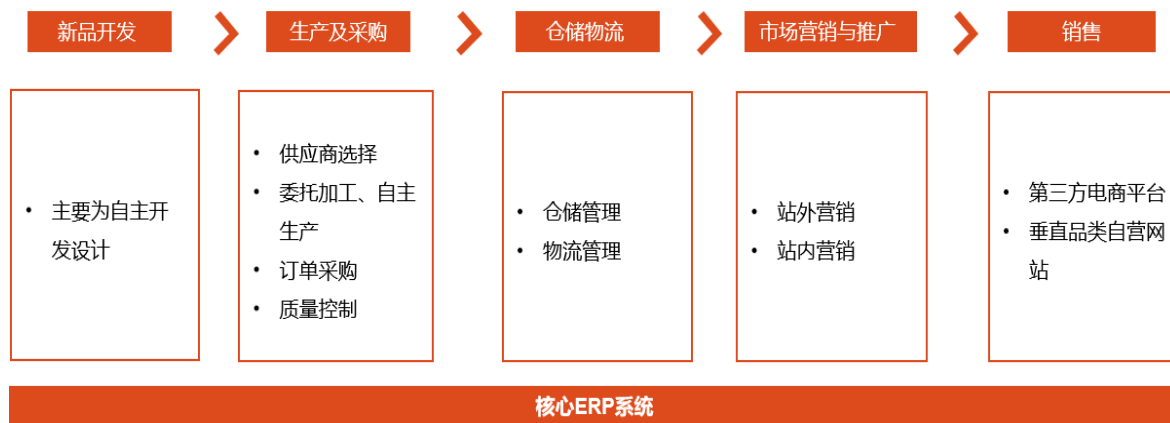 新品开发
生产及采购
仓储物流
市场营销与推广
销售
• 主要为自主开
发设计
• 供应商选择
• 委托加工、自主
生产
• 订单采购
• 质量控制
• 仓储管理
• 物流管理
• 站外营销
• 站内营销
• 第三方电商平台
• 垂直品类自营网
站
核心ERP系统